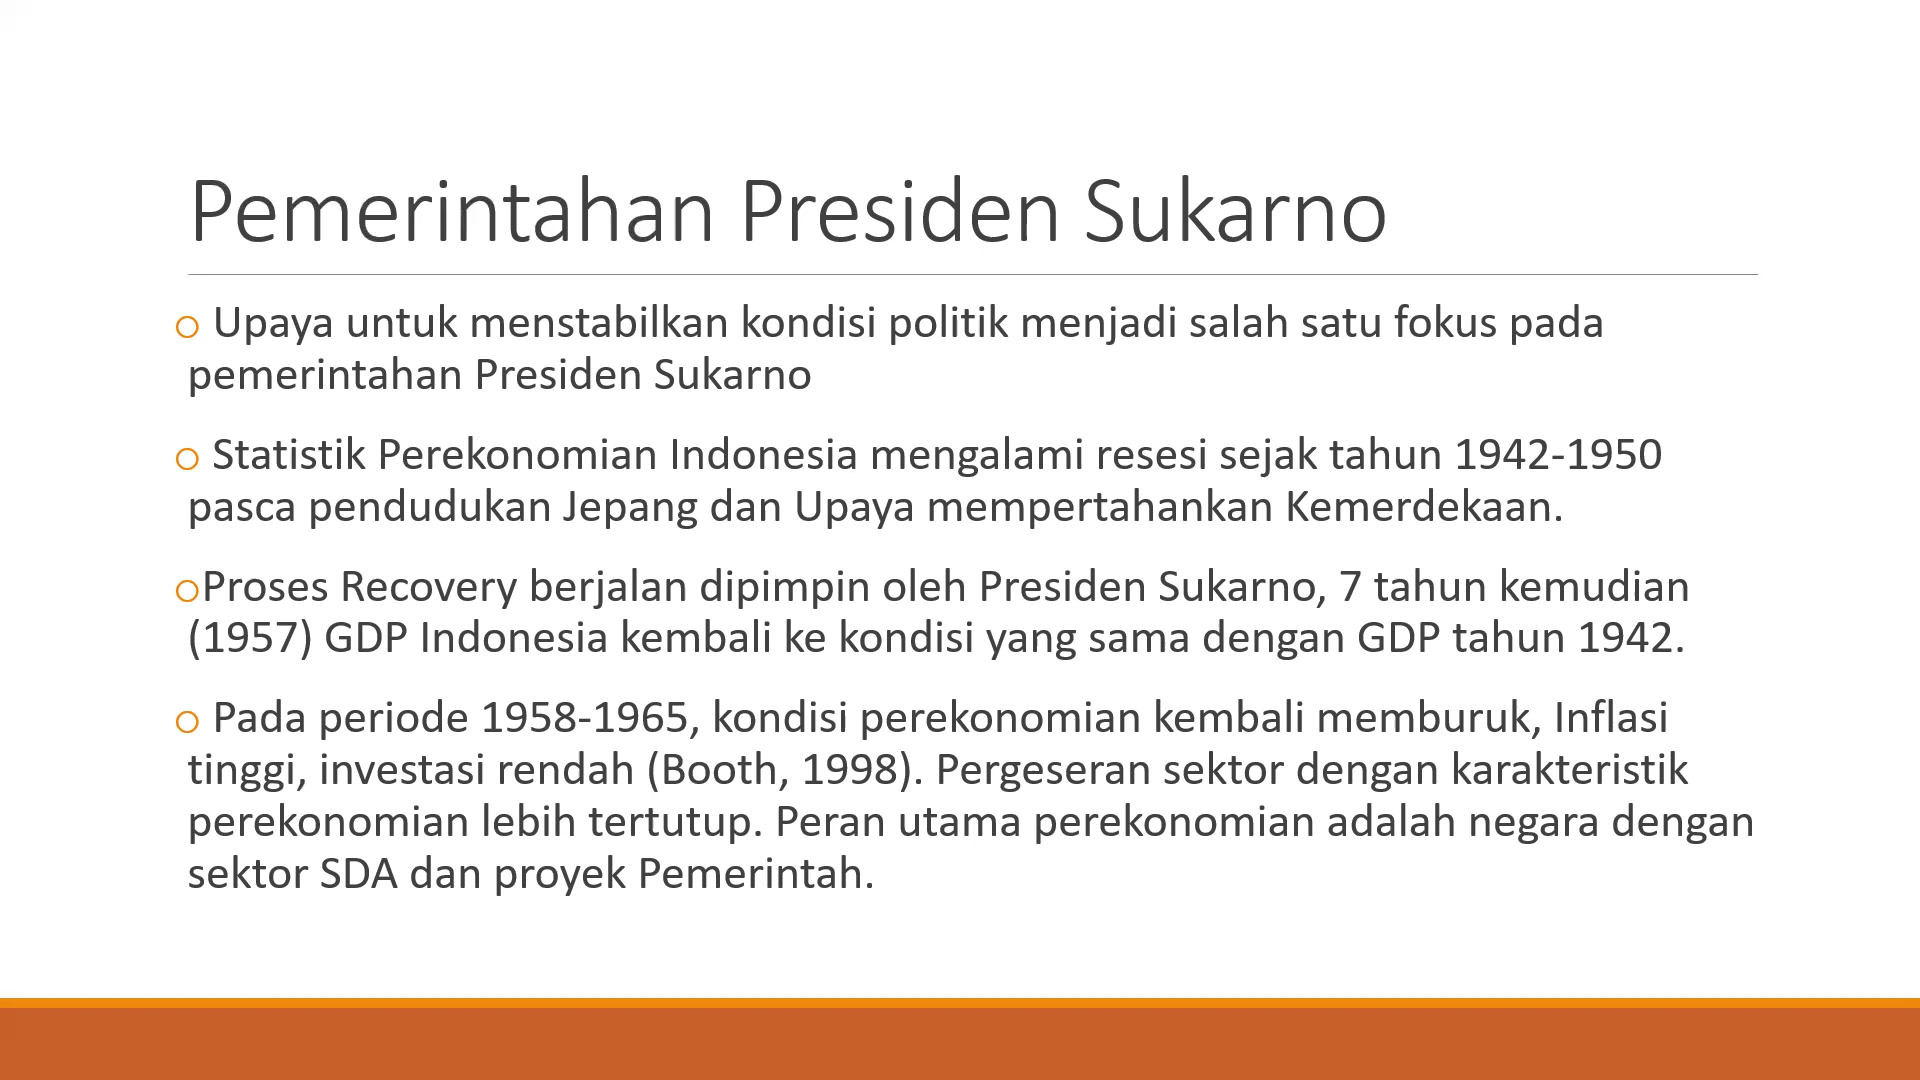 Pemerintahan Presiden Sukarno
o Upaya untuk menstabilkan kondisi politik menjadi salah satu fokus pada
pemerintahan Presiden Sukarno
o Statistik Perekonomian Indonesia mengalami resesi sejak tahun 1942-1950
pasca pendudukan Jepang dan Upaya mempertahankan Kemerdekaan.
oProses Recovery berjalan dipimpin oleh Presiden Sukarno, 7 tahun kemudian
(1957) GDP Indonesia kembali ke kondisi yang sama dengan GDP tahun 1942.
o Pada periode 1958-1965, kondisi perekonomian kembali memburuk, Inflasi
tinggi, investasi rendah (Booth, 1998). Pergeseran sektor dengan karakteristik
perekonomian lebih tertutup. Peran utama perekonomian adalah negara dengan
sektor SDA dan proyek Pemerintah.